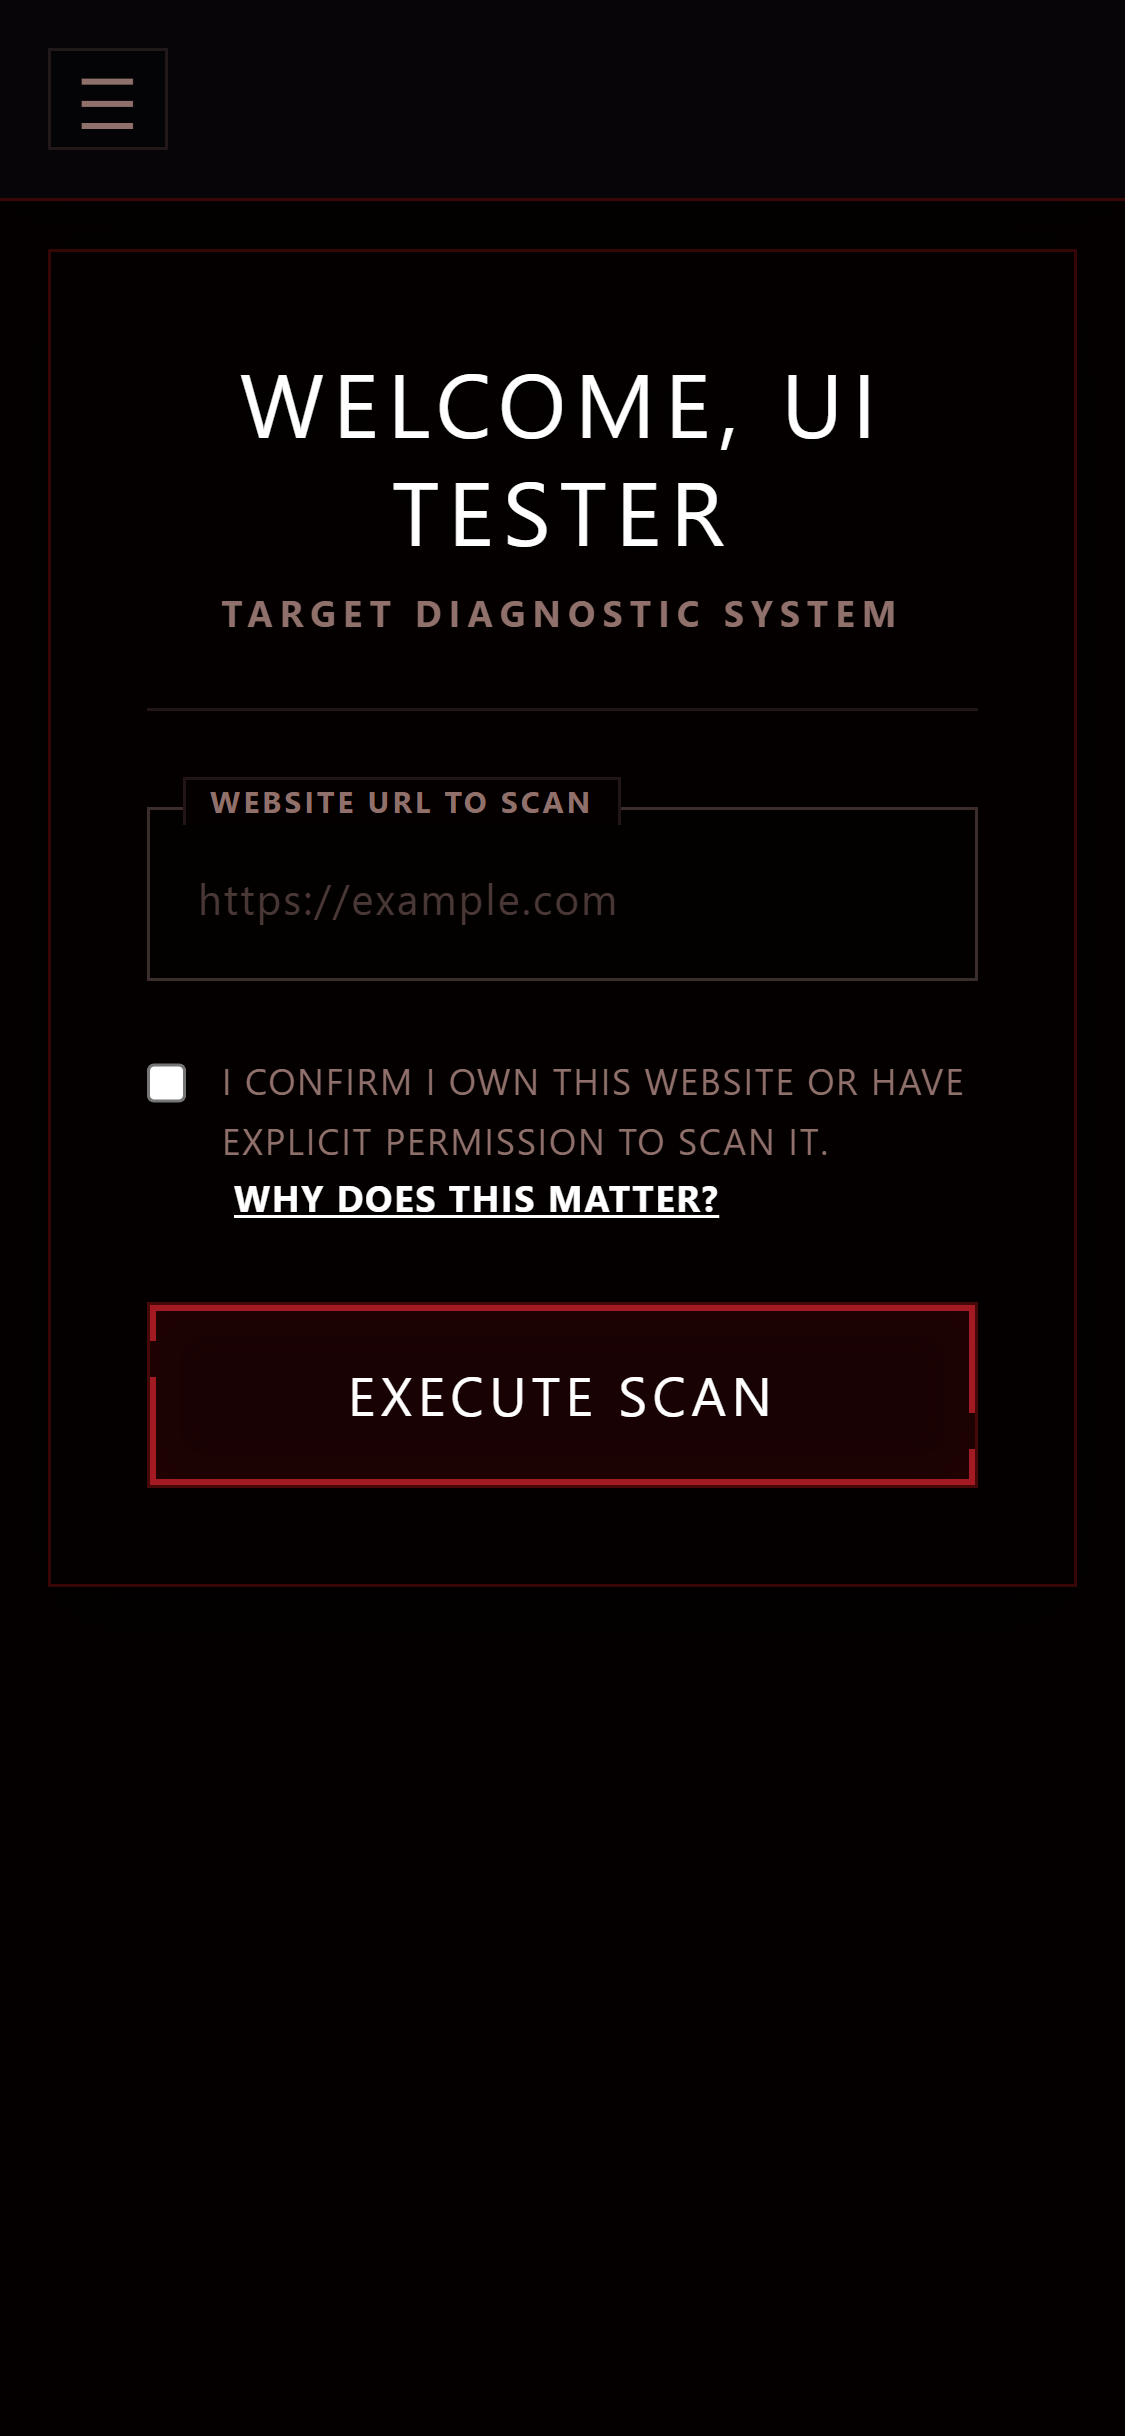 WELCOME, UI
TESTER
TARGET DIAGNOSTIC SYSTEM
WEBSITE URL TO SCAN
https://example.com
I CONFIRM I OWN THIS WEBSITE OR HAVE
EXPLICIT PERMISSION TO SCAN IT.
WHY DOES THIS MATTER?
EXECUTE SCAN